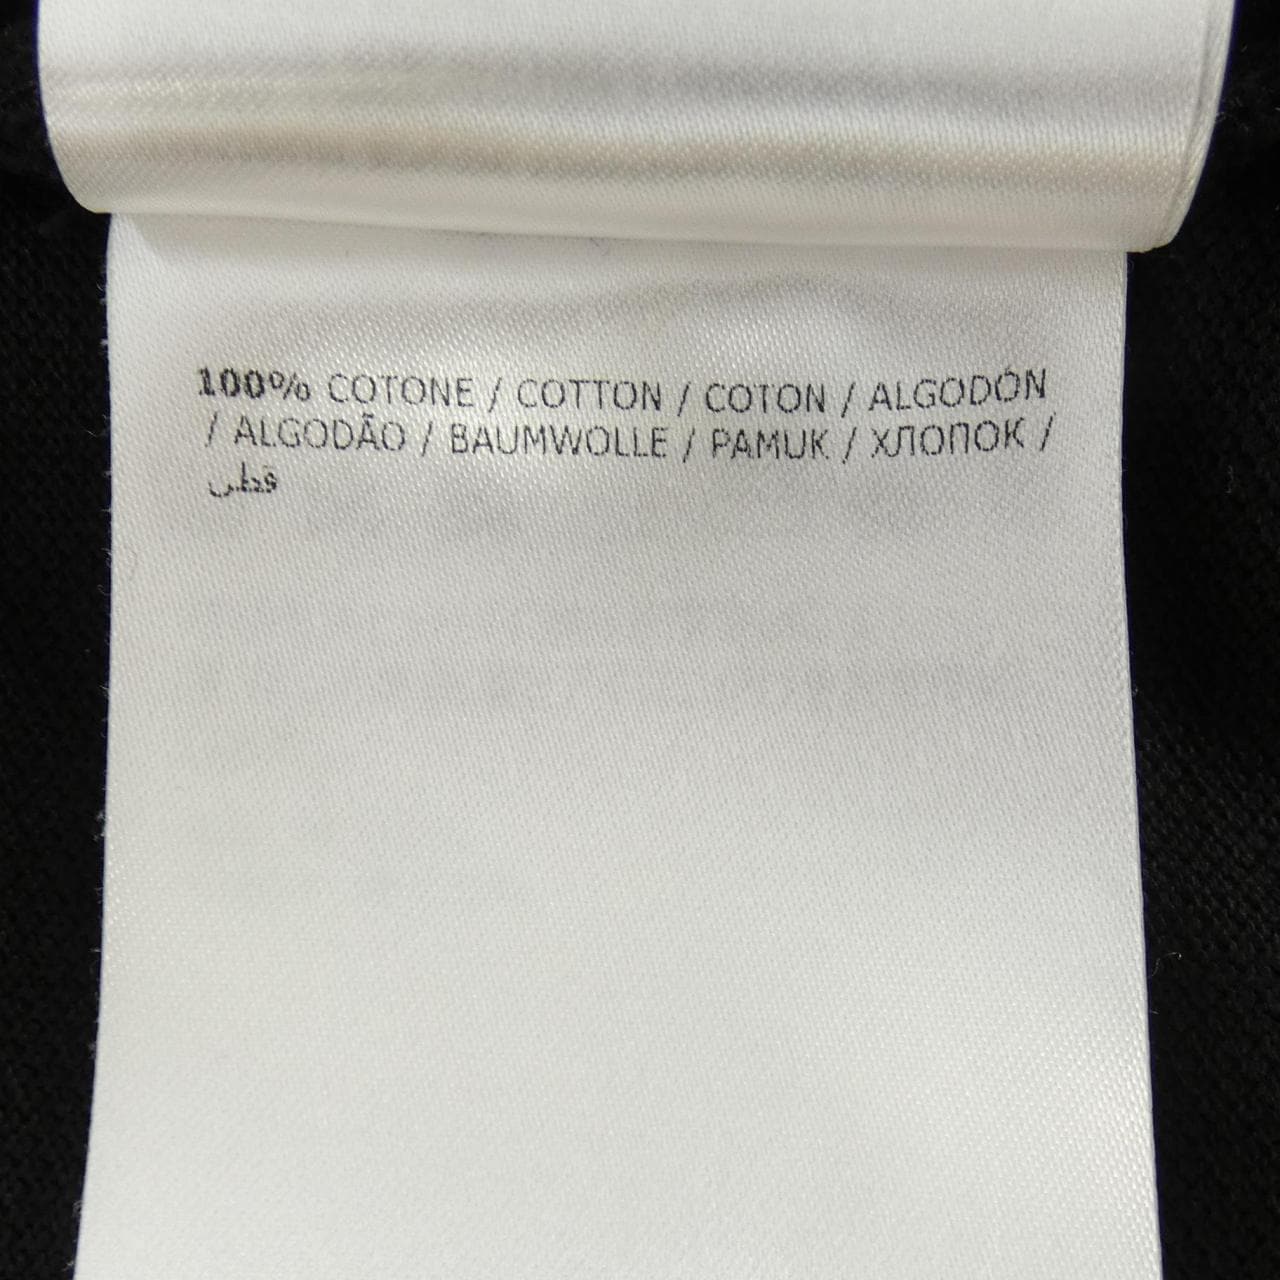 100% COTONE / COTTON / COTON / ALGODÓN
/ ALGODÃO / BAUMWOLLE / PAMUK / ХЛОПОК /
قطن